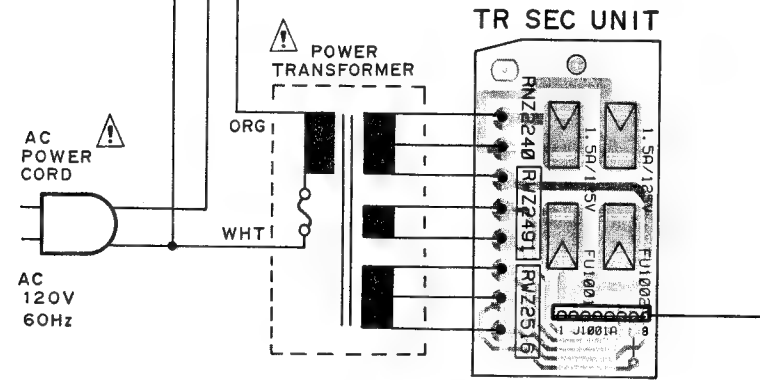 TR SEC UNIT
POWER
TRANSFORMER
ORG
AC
POWER
CORD
WHT
AC
120V
60Hz
1.5A/125V
1.5A/125V
RWZ2491
RWZ2516
FU1001
FU1002
1 J1001A 8